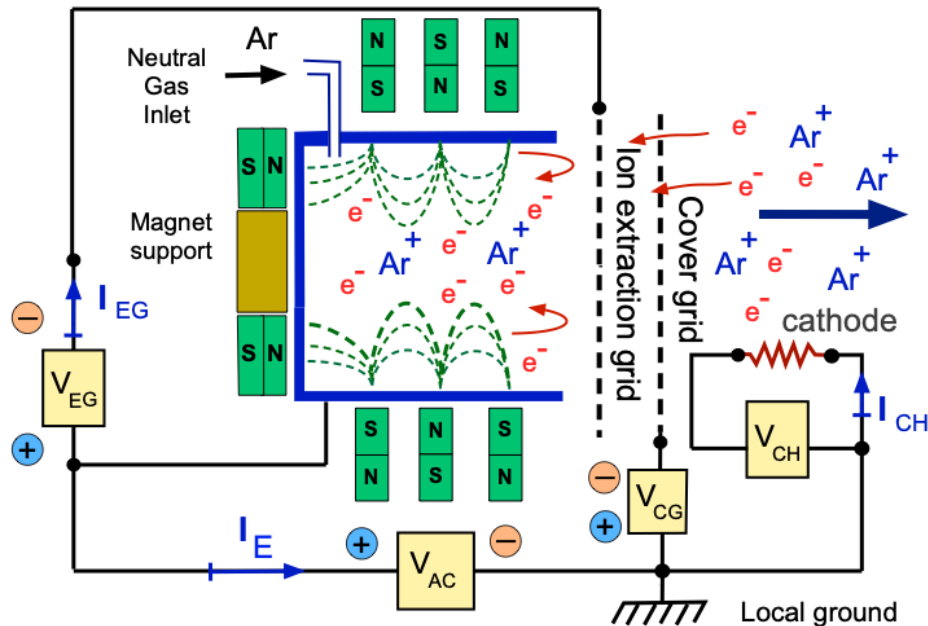 Ar
Neutral
Gas
Inlet
N
S
N
S
N
S
S N
Magnet
support
S N
e-
e-
e-
e-
e-
e-
e-
Ar+
Ar+
Ion extraction grid
Cover grid
e-
e-
e-
e-
e-
Ar+
Ar+
Ar+
Ar+
cathode
I EG
−
V EG
+
I CH
V CH
S
N
S
N
S
N
−
V CG
+
I E
+
V AC
−
Local ground